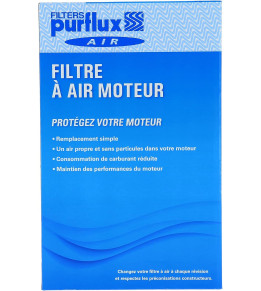 FILTERS
purflux
AIR
FILTRE
À AIR MOTEUR
PROTÉGEZ VOTRE MOTEUR
• Remplacement simple
• Un air propre et sans particules dans votre moteur
• Consommation de carburant réduite
• Maintien des performances du moteur
Changez votre filtre à air à chaque révision
et respectez les préconisations constructeurs.